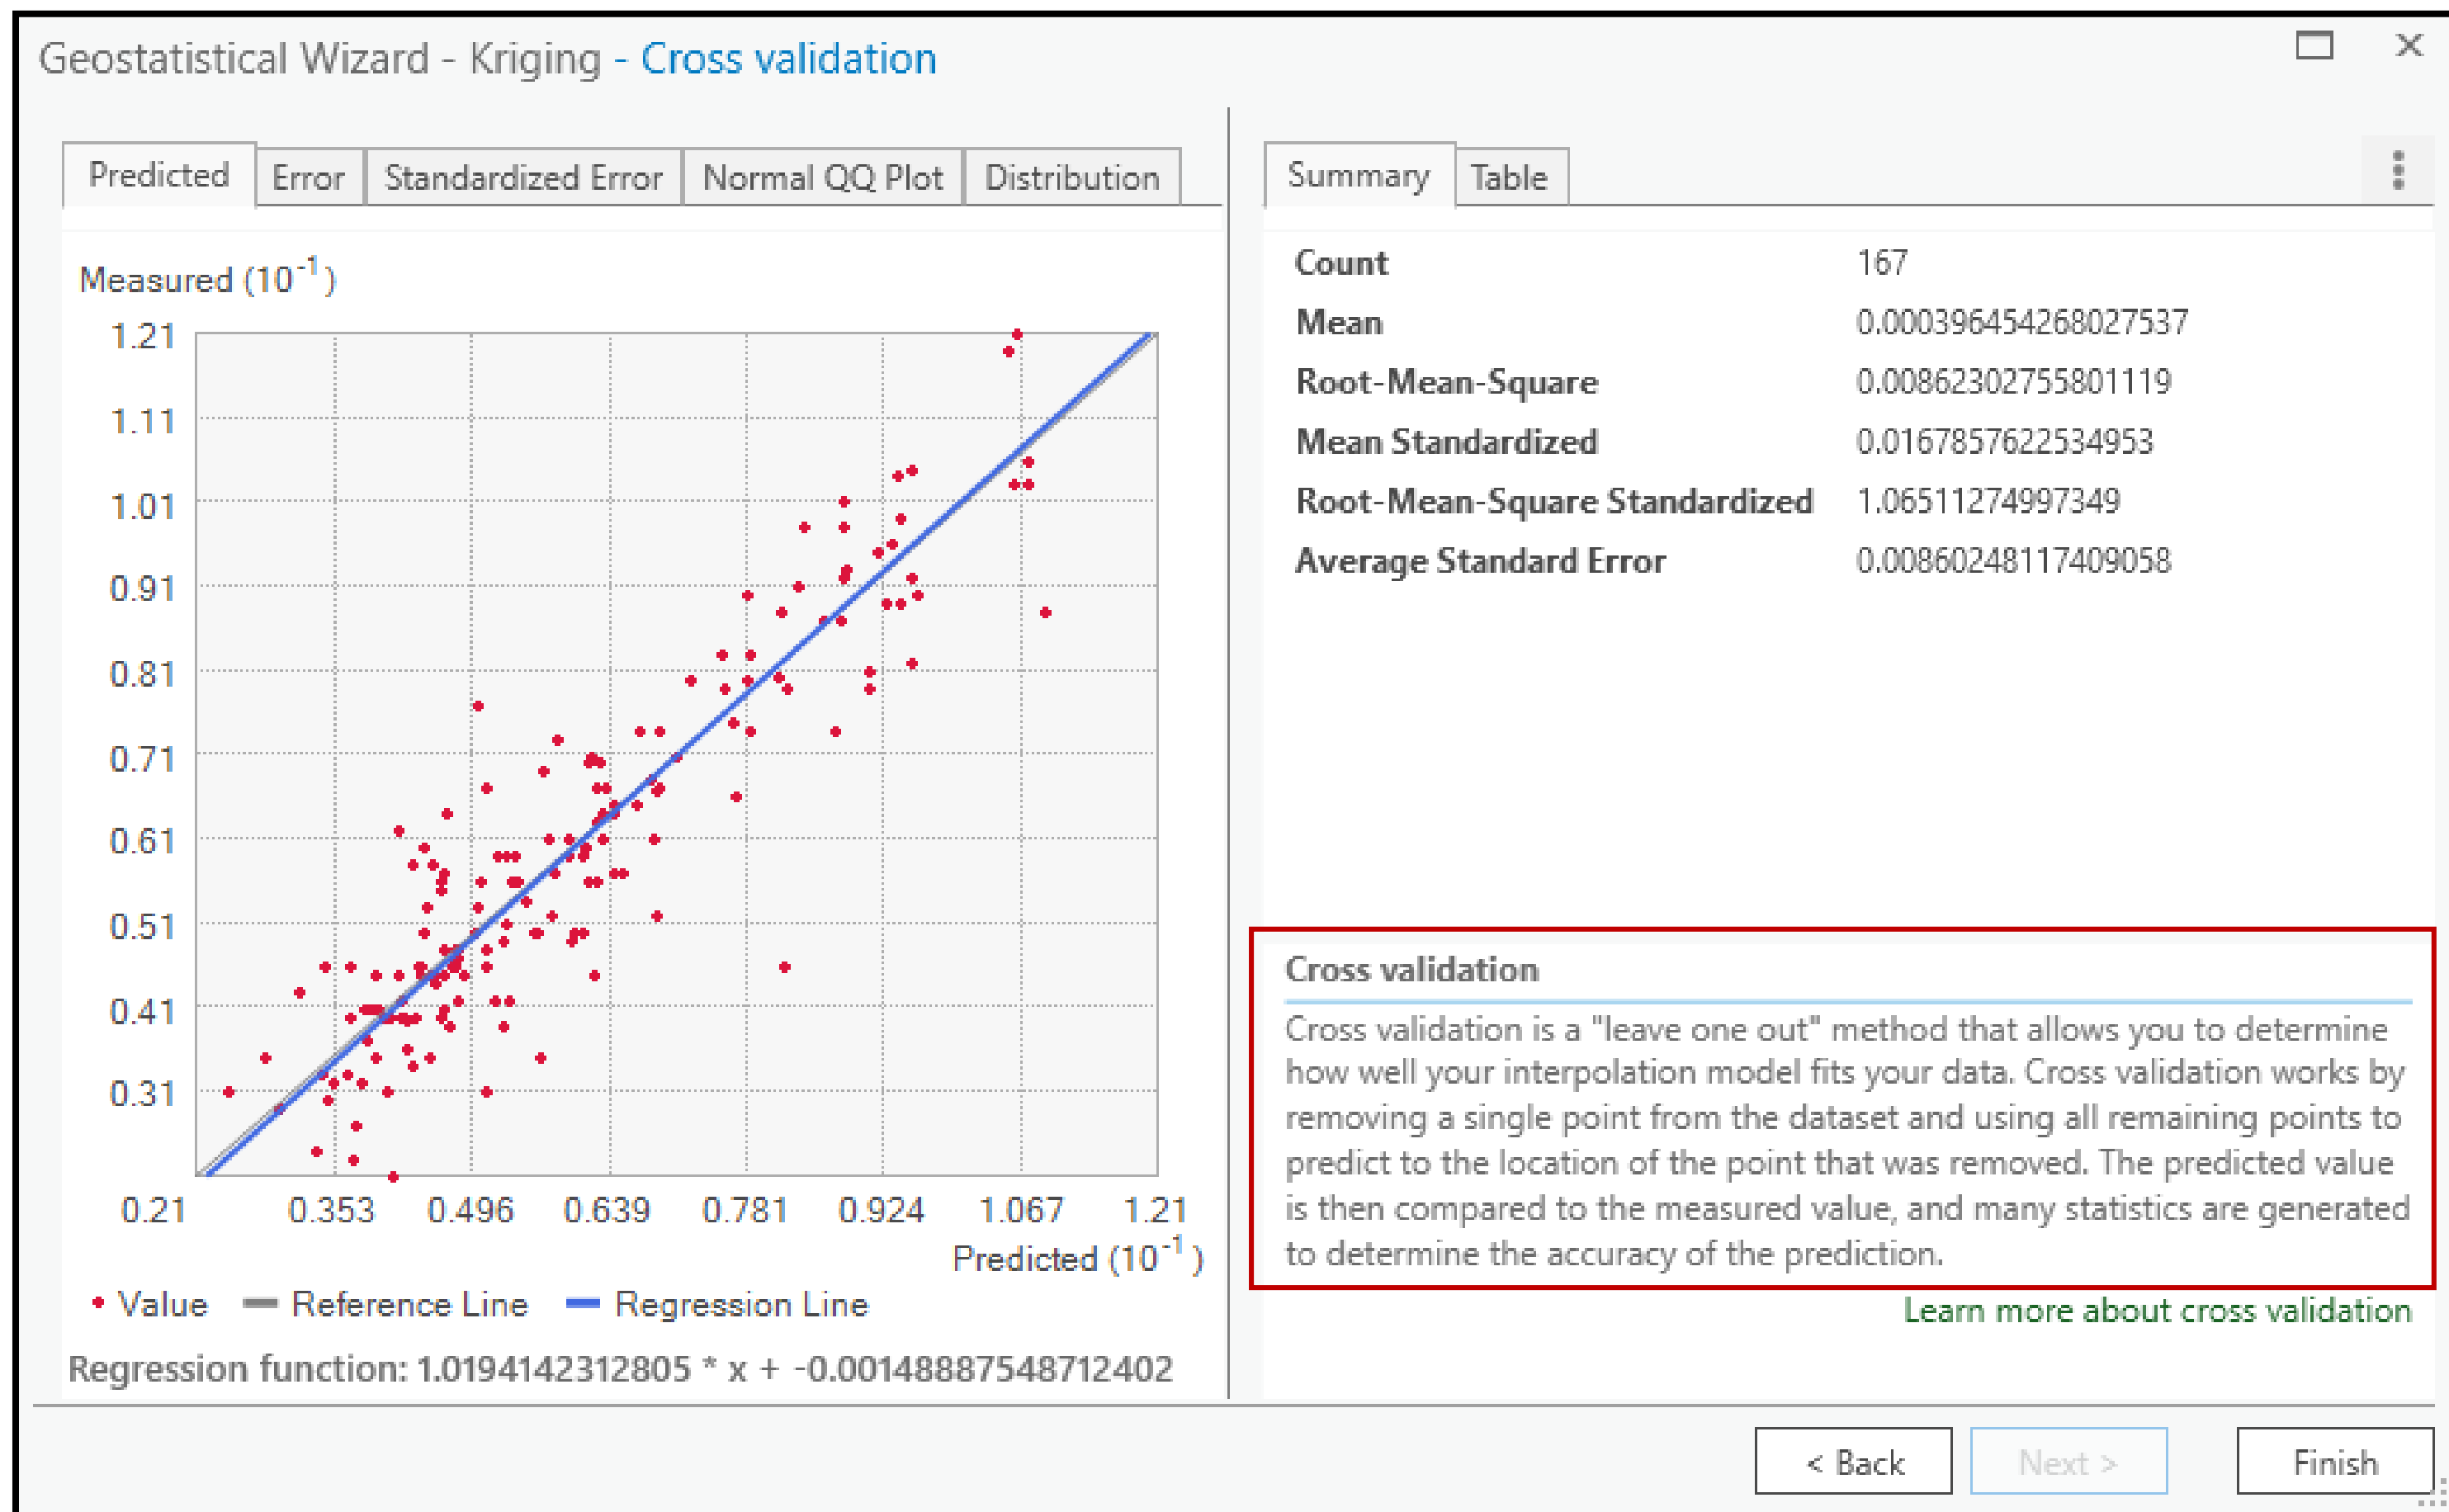 Geostatistical Wizard - Kriging - Cross validation
Predicted Error Standardized Error Normal QQ Plot Distribution
Measured (10⁻¹)
1.21
1.11
1.01
0.91
0.81
0.71
0.61
0.51
0.41
0.31
0.21 0.353 0.496 0.639 0.781 0.924 1.067 1.21
Predicted (10⁻¹)
Value Reference Line Regression Line
Regression function: 1.0194142312805 * x + -0.00148887548712402
Summary Table
Count 167
Mean 0.000396454268027537
Root-Mean-Square 0.00862302755801119
Mean Standardized 0.0167857622534953
Root-Mean-Square Standardized 1.06511274997349
Average Standard Error 0.00860248117409058
Cross validation
Cross validation is a "leave one out" method that allows you to determine
how well your interpolation model fits your data. Cross validation works by
removing a single point from the dataset and using all remaining points to
predict to the location of the point that was removed. The predicted value
is then compared to the measured value, and many statistics are generated
to determine the accuracy of the prediction.
Learn more about cross validation
< Back Next > Finish